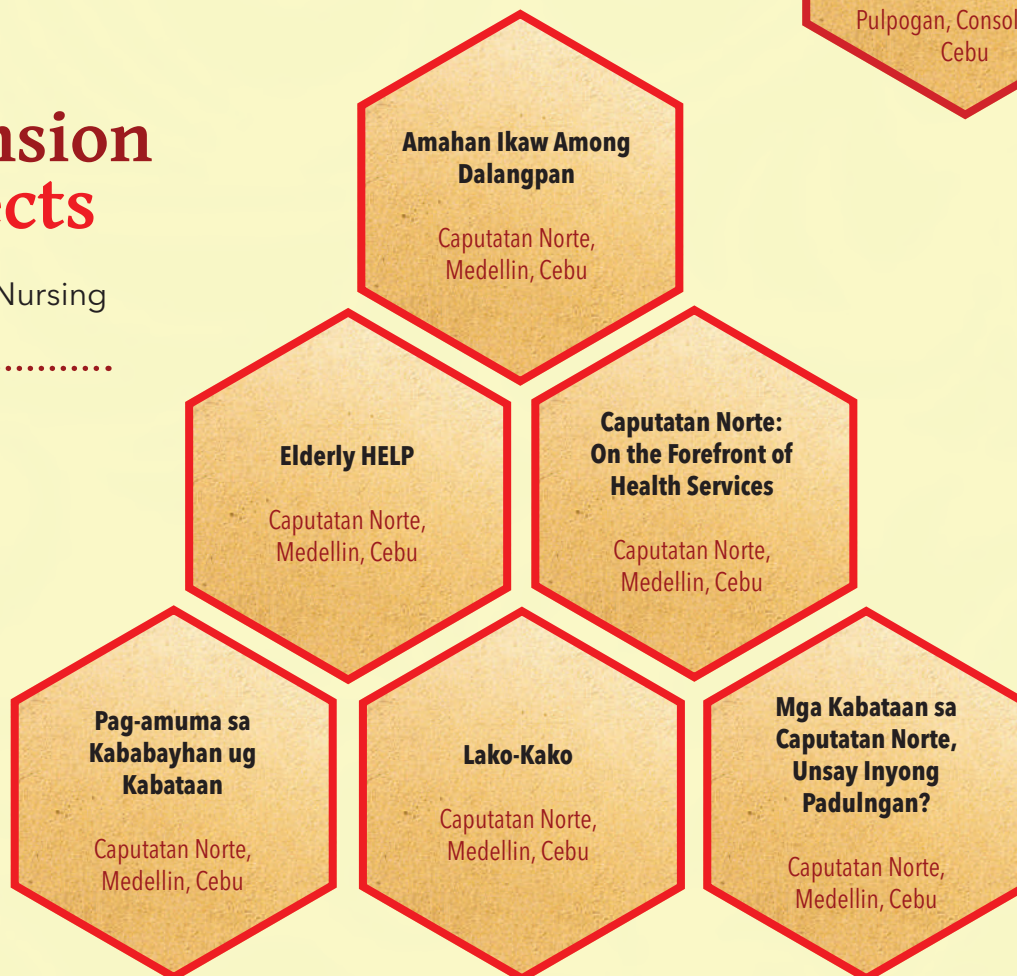 Pulpogan, Consol
Cebu
nsion
ects
Nursing
Amahan Ikaw Among
Dalangpan
Caputatan Norte,
Medellin, Cebu
Elderly HELP
Caputatan Norte,
Medellin, Cebu
Caputatan Norte:
On the Forefront of
Health Services
Caputatan Norte,
Medellin, Cebu
Pag-amuma sa
Kababayhan ug
Kabataan
Caputatan Norte,
Medellin, Cebu
Lako-Kako
Caputatan Norte,
Medellin, Cebu
Mga Kabataan sa
Caputatan Norte,
Unsay Inyong
Padulngan?
Caputatan Norte,
Medellin, Cebu